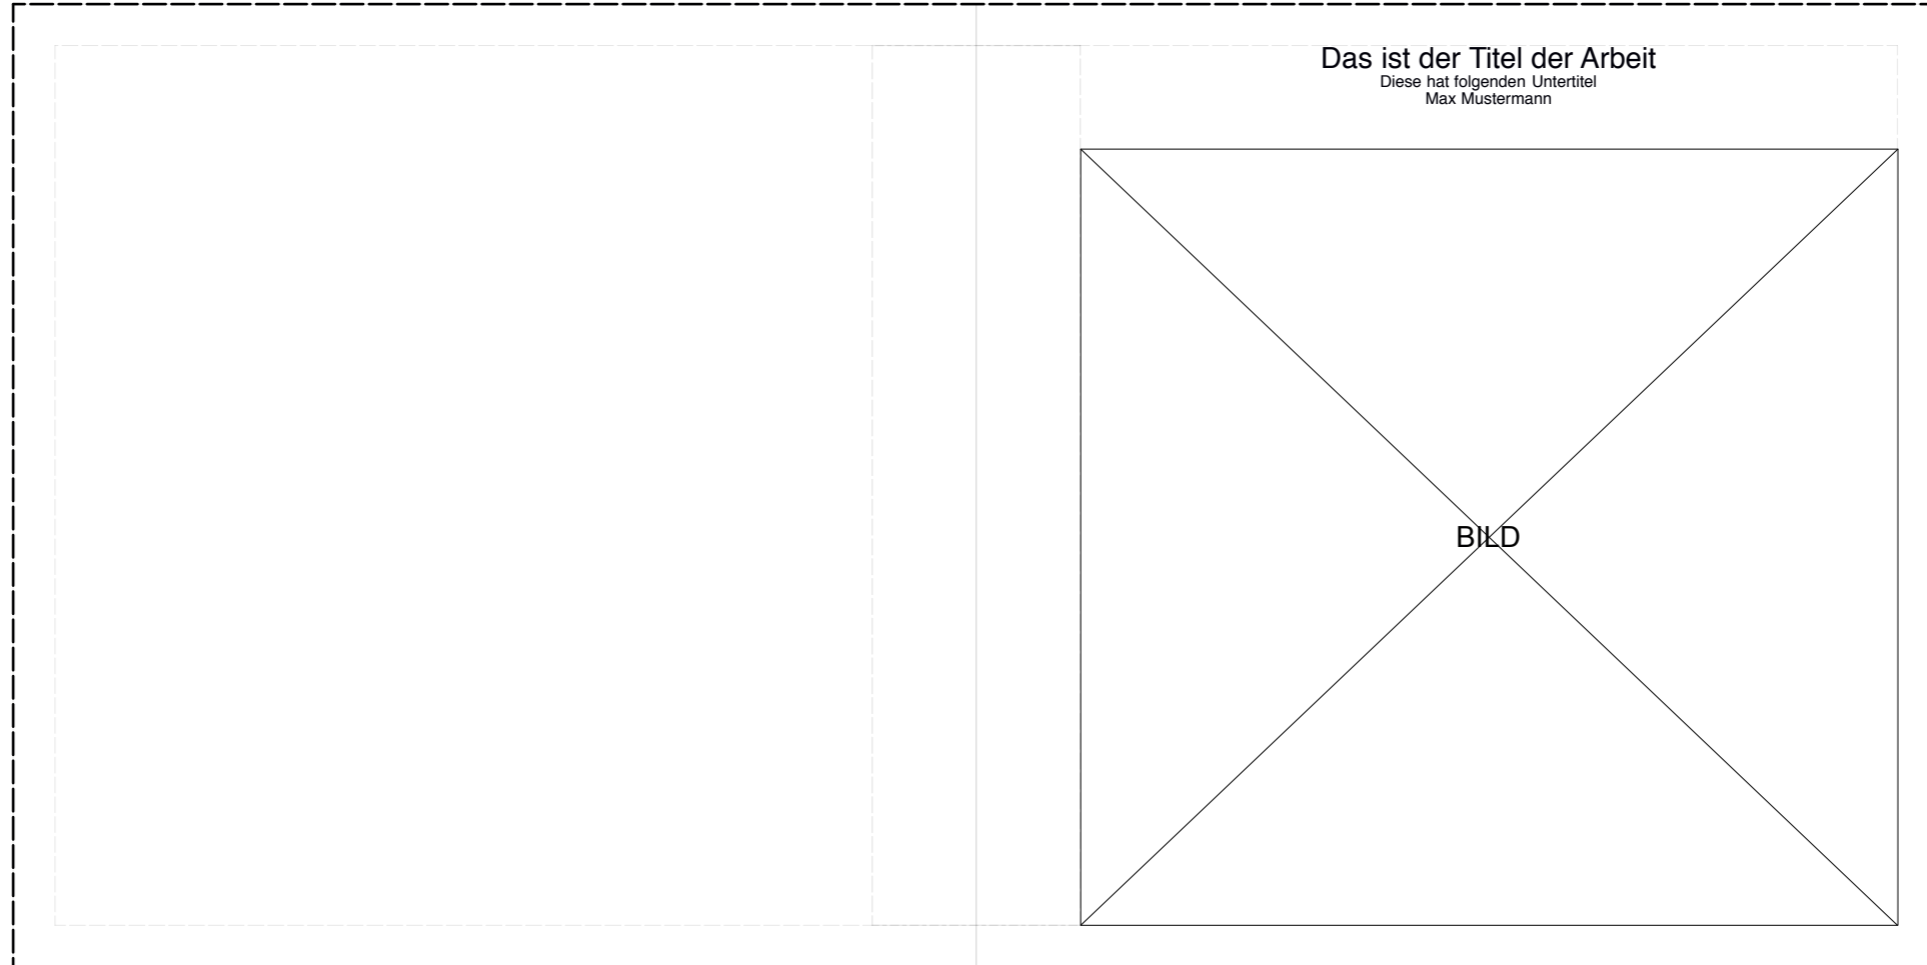 Das ist der Titel der Arbeit
Diese hat folgenden Untertitel
Max Mustermann
BILD